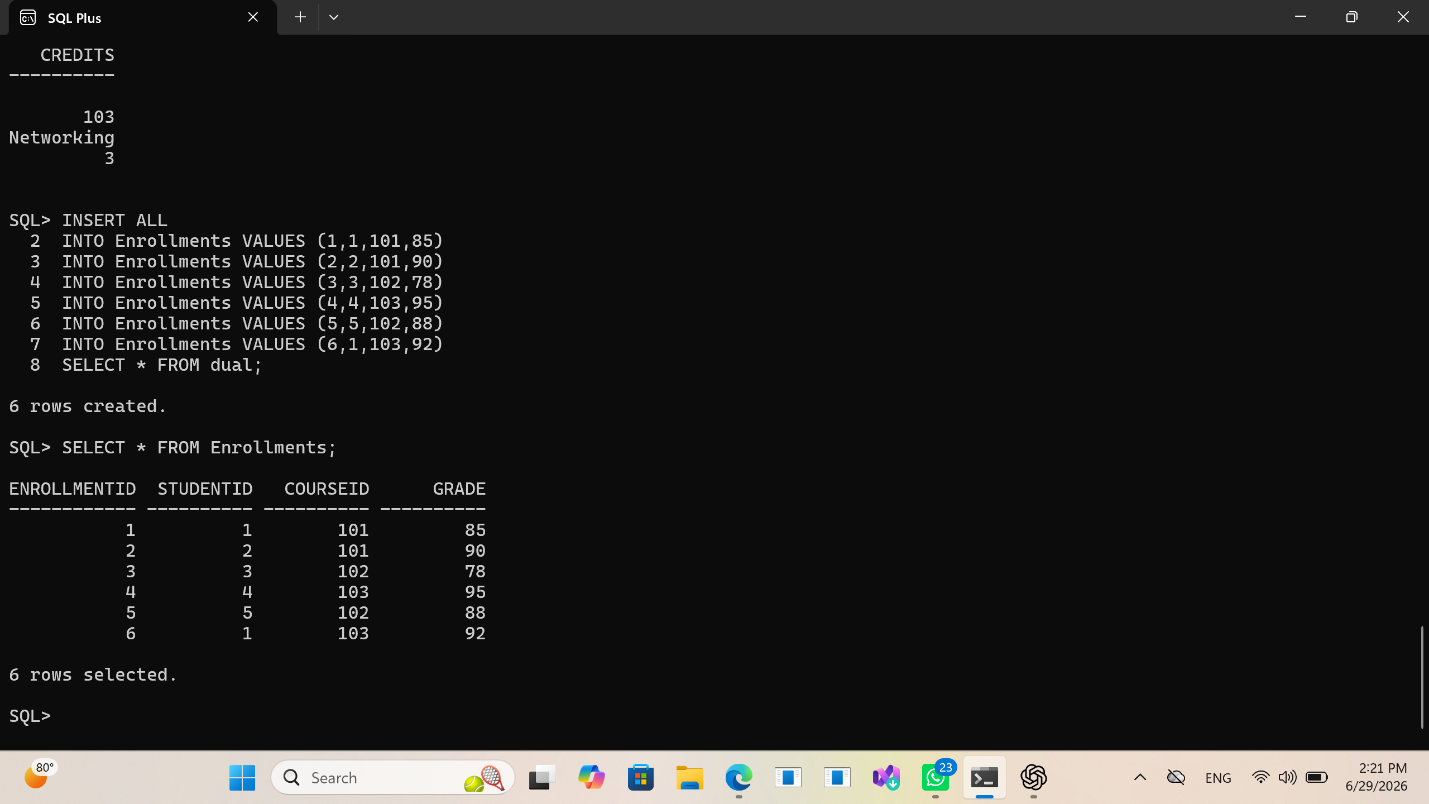 SQL Plus
CREDITS
----------
103
Networking
3
SQL> INSERT ALL
2 INTO Enrollments VALUES (1,1,101,85)
3 INTO Enrollments VALUES (2,2,101,90)
4 INTO Enrollments VALUES (3,3,102,78)
5 INTO Enrollments VALUES (4,4,103,95)
6 INTO Enrollments VALUES (5,5,102,88)
7 INTO Enrollments VALUES (6,1,103,92)
8 SELECT * FROM dual;
6 rows created.
SQL> SELECT * FROM Enrollments;
ENROLLMENTID STUDENTID COURSEID GRADE
------------ ---------- ---------- ----------
1 1 101 85
2 2 101 90
3 3 102 78
4 4 103 95
5 5 102 88
6 1 103 92
6 rows selected.
SQL>
80°
Search
23
ENG
2:21 PM
6/29/2026